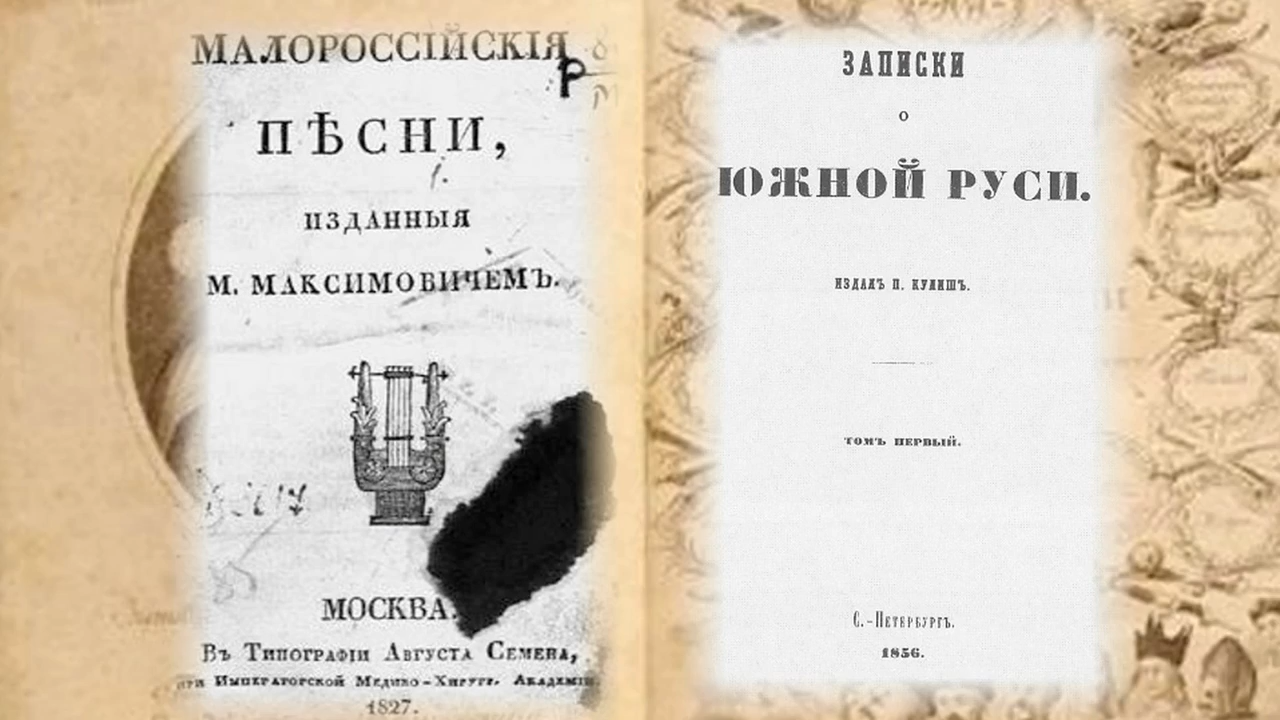 МАЛОРОССІЙСКІЯ
Р
ПѢСНИ,
ИЗДАННЫЯ
М. МАКСИМОВИЧЕМЪ.
МОСКВА.
Въ Типографіи Августа Семена,
при Императорской Медико-Хирург. Академіи
1827.
ЗАПИСКИ
О
ЮЖНОЙ РУСИ.
ИЗДАЛЪ П. КУЛИШЪ.
ТОМЪ ПЕРВЫЙ.
С.-ПЕТЕРБУРГЪ.
1856.